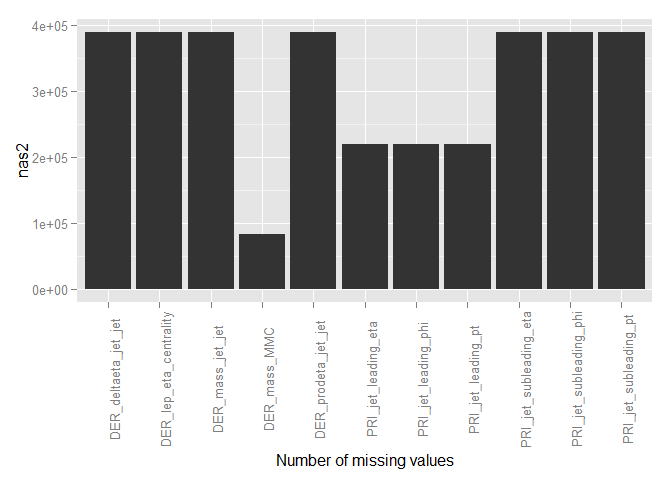 4e+05
3e+05
2e+05
1e+05
0e+00
nas2
DER_deltaeta_jet_jet
DER_lep_eta_centrality
DER_mass_jet_jet
DER_mass_MMC
DER_prodeta_jet_jet
PRI_jet_leading_eta
PRI_jet_leading_phi
PRI_jet_leading_pt
PRI_jet_subleading_eta
PRI_jet_subleading_phi
PRI_jet_subleading_pt
Number of missing values